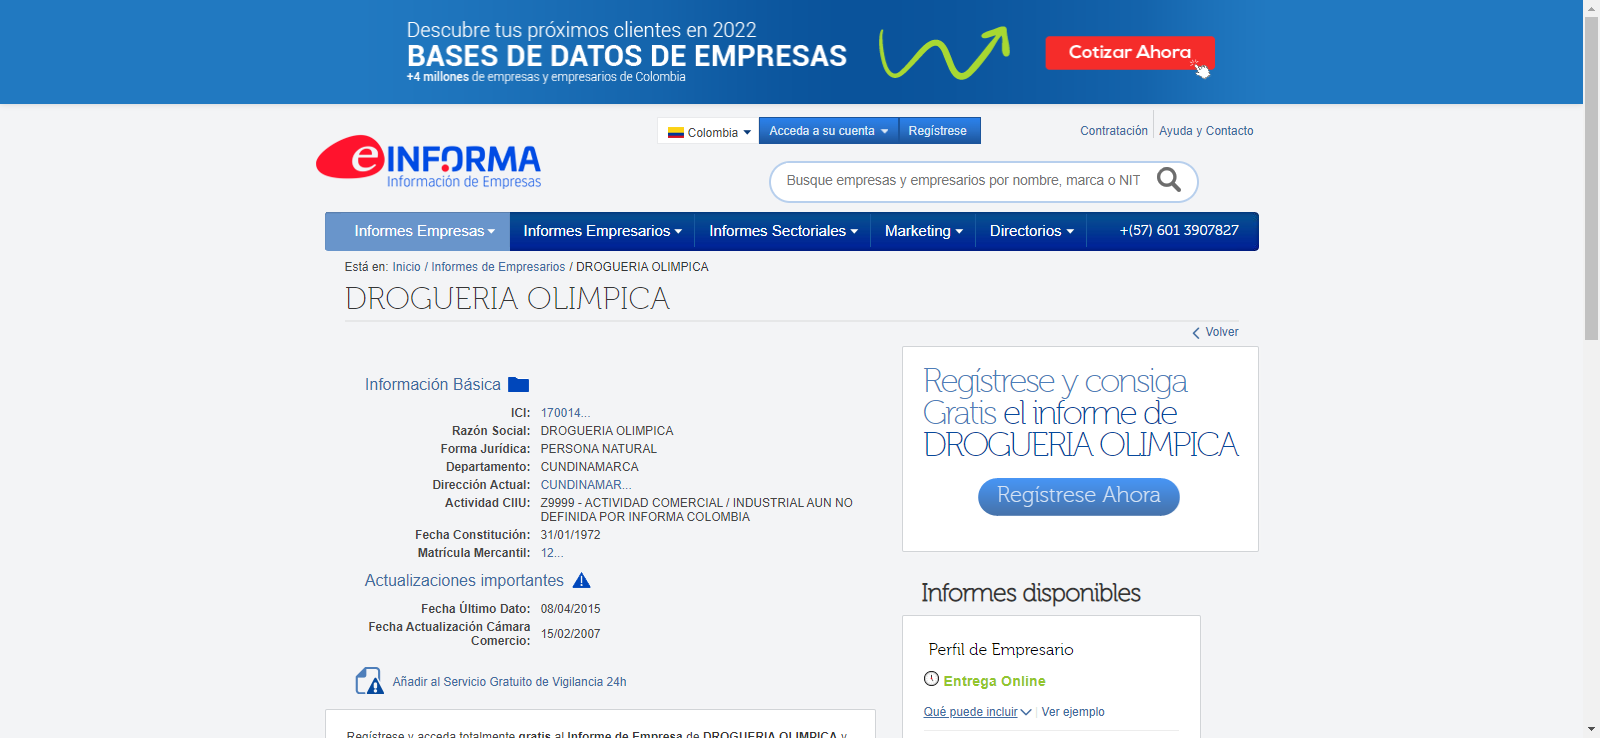 Descubre tus próximos clientes en 2022
BASES DE DATOS DE EMPRESAS
+4 millones de empresas y empresarios de Colombia
Cotizar Ahora
Colombia
Acceda a su cuenta
Regístrese
Contratación
Ayuda y Contacto
eINFORMA
Información de Empresas
Busque empresas y empresarios por nombre, marca o NIT
Informes Empresas
Informes Empresarios
Informes Sectoriales
Marketing
Directorios
+(57) 601 3907827
Está en: Inicio / Informes de Empresarios / DROGUERIA OLIMPICA
DROGUERIA OLIMPICA
Volver
Información Básica
ICI: 170014...
Razón Social: DROGUERIA OLIMPICA
Forma Jurídica: PERSONA NATURAL
Departamento: CUNDINAMARCA
Dirección Actual: CUNDINAMAR...
Actividad CIIU: Z9999 - ACTIVIDAD COMERCIAL / INDUSTRIAL AUN NO
DEFINIDA POR INFORMA COLOMBIA
Fecha Constitución: 31/01/1972
Matrícula Mercantil: 12...
Actualizaciones importantes
Fecha Último Dato: 08/04/2015
Fecha Actualización Cámara
Comercio: 15/02/2007
Añadir al Servicio Gratuito de Vigilancia 24h
Regístrese y acceda totalmente gratis al Informe de Empresa de DROGUERIA OLIMPICA y
Regístrese y consiga
Gratis el informe de
DROGUERIA OLIMPICA
Regístrese Ahora
Informes disponibles
Perfil de Empresario
Entrega Online
Qué puede incluir
Ver ejemplo